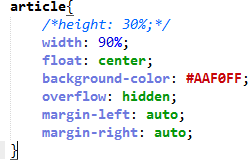 article{
/*height: 30%;*/
width: 90%;
float: center;
background-color: #AAF0FF;
overflow: hidden;
margin-left: auto;
margin-right: auto;
}